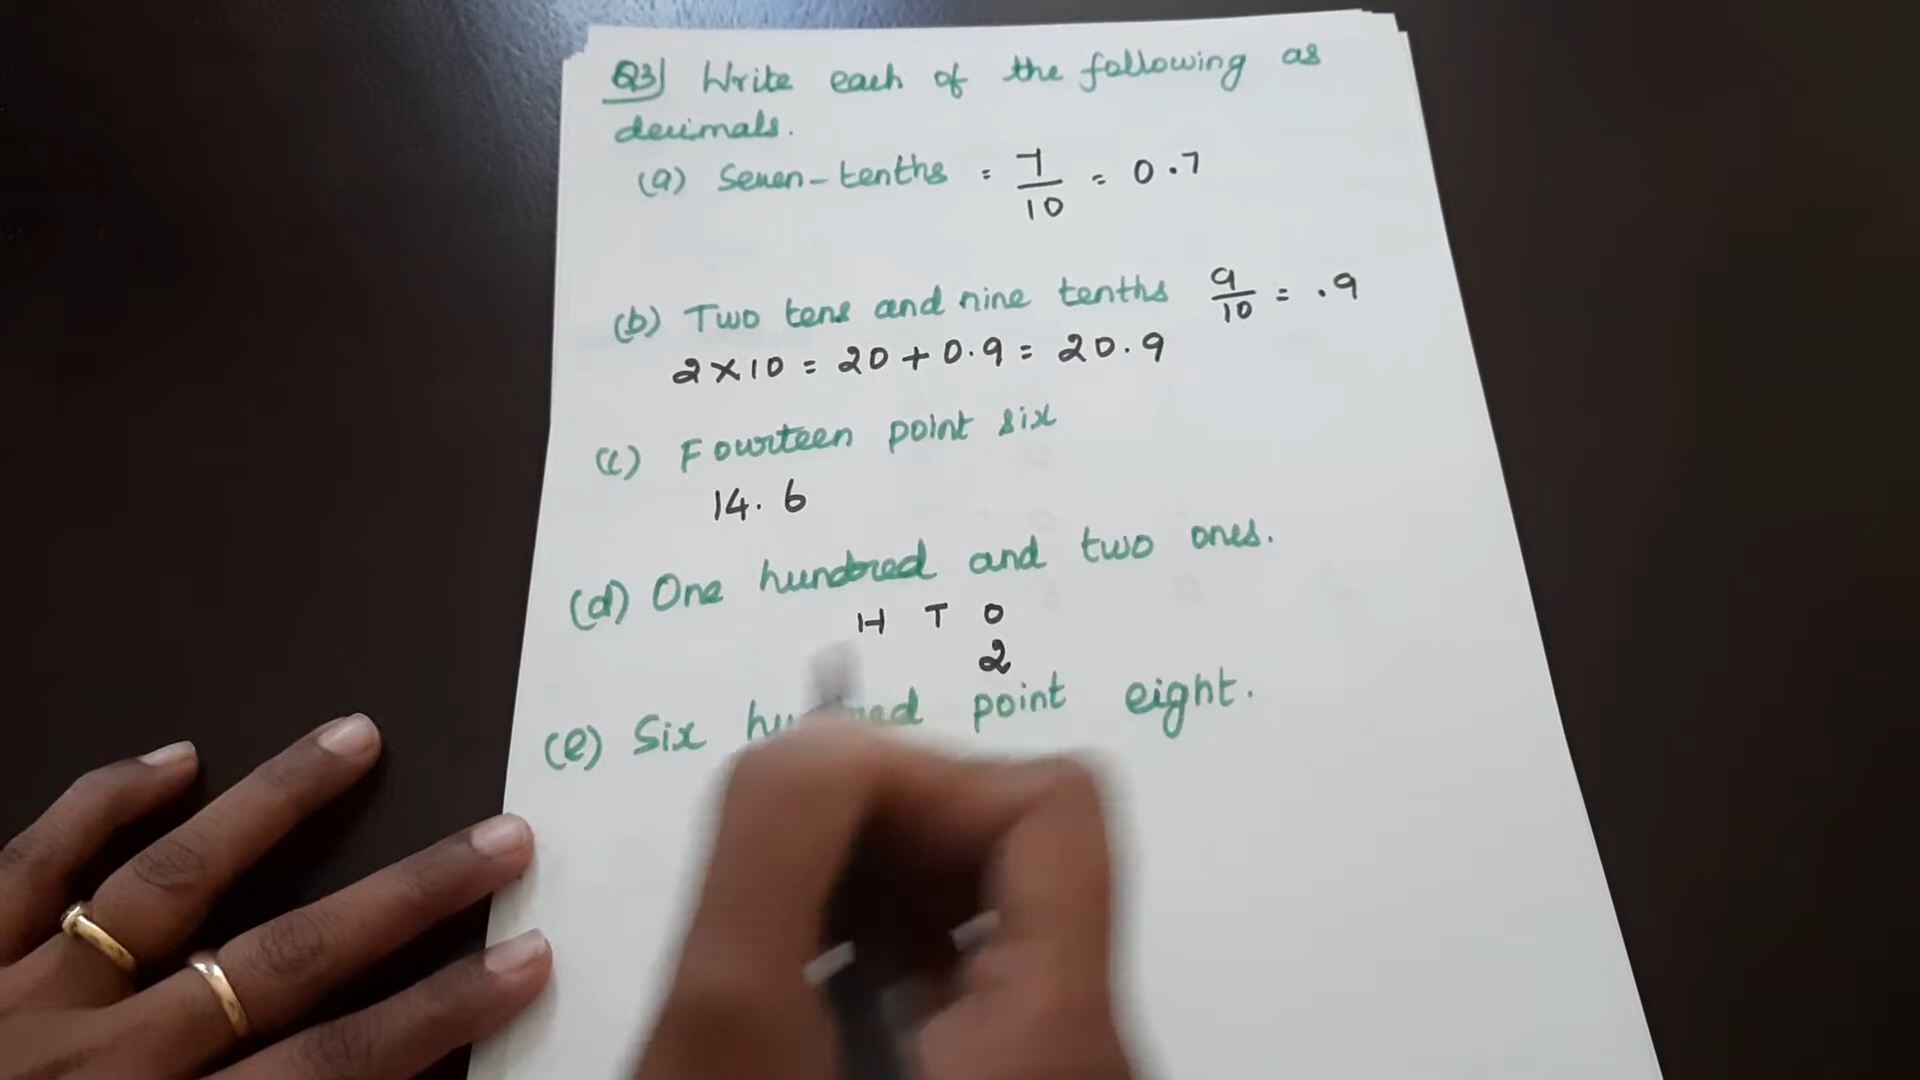 Q3) Write each of the following as
decimals.
(a) Seven-tenths = 7/10 = 0.7
(b) Two tens and nine tenths 9/10 = .9
2 × 10 = 20 + 0.9 = 20.9
(c) Fourteen point six
14.6
(d) One hundred and two ones.
H T O
2
(e) Six hundred point eight.